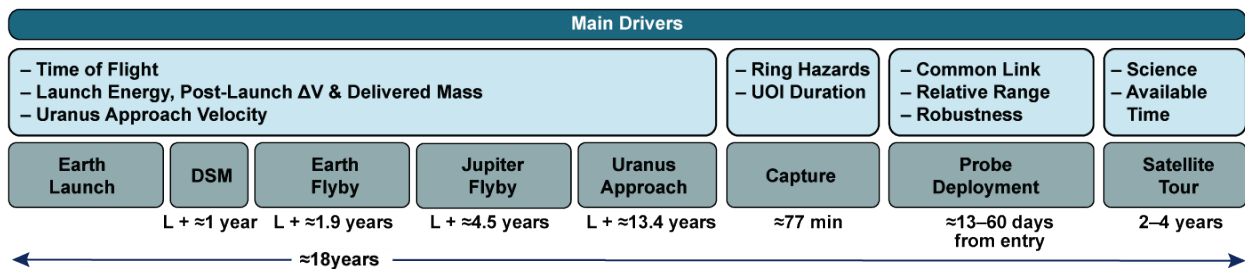 Main Drivers
– Time of Flight
– Launch Energy, Post-Launch ΔV & Delivered Mass
– Uranus Approach Velocity
– Ring Hazards
– UOI Duration
– Common Link
– Relative Range
– Robustness
– Science
– Available
Time
Earth
Launch
DSM
Earth
Flyby
Jupiter
Flyby
Uranus
Approach
Capture
Probe
Deployment
Satellite
Tour
L + ≈1 year
L + ≈1.9 years
L + ≈4.5 years
L + ≈13.4 years
≈77 min
≈13–60 days
from entry
2–4 years
≈18years